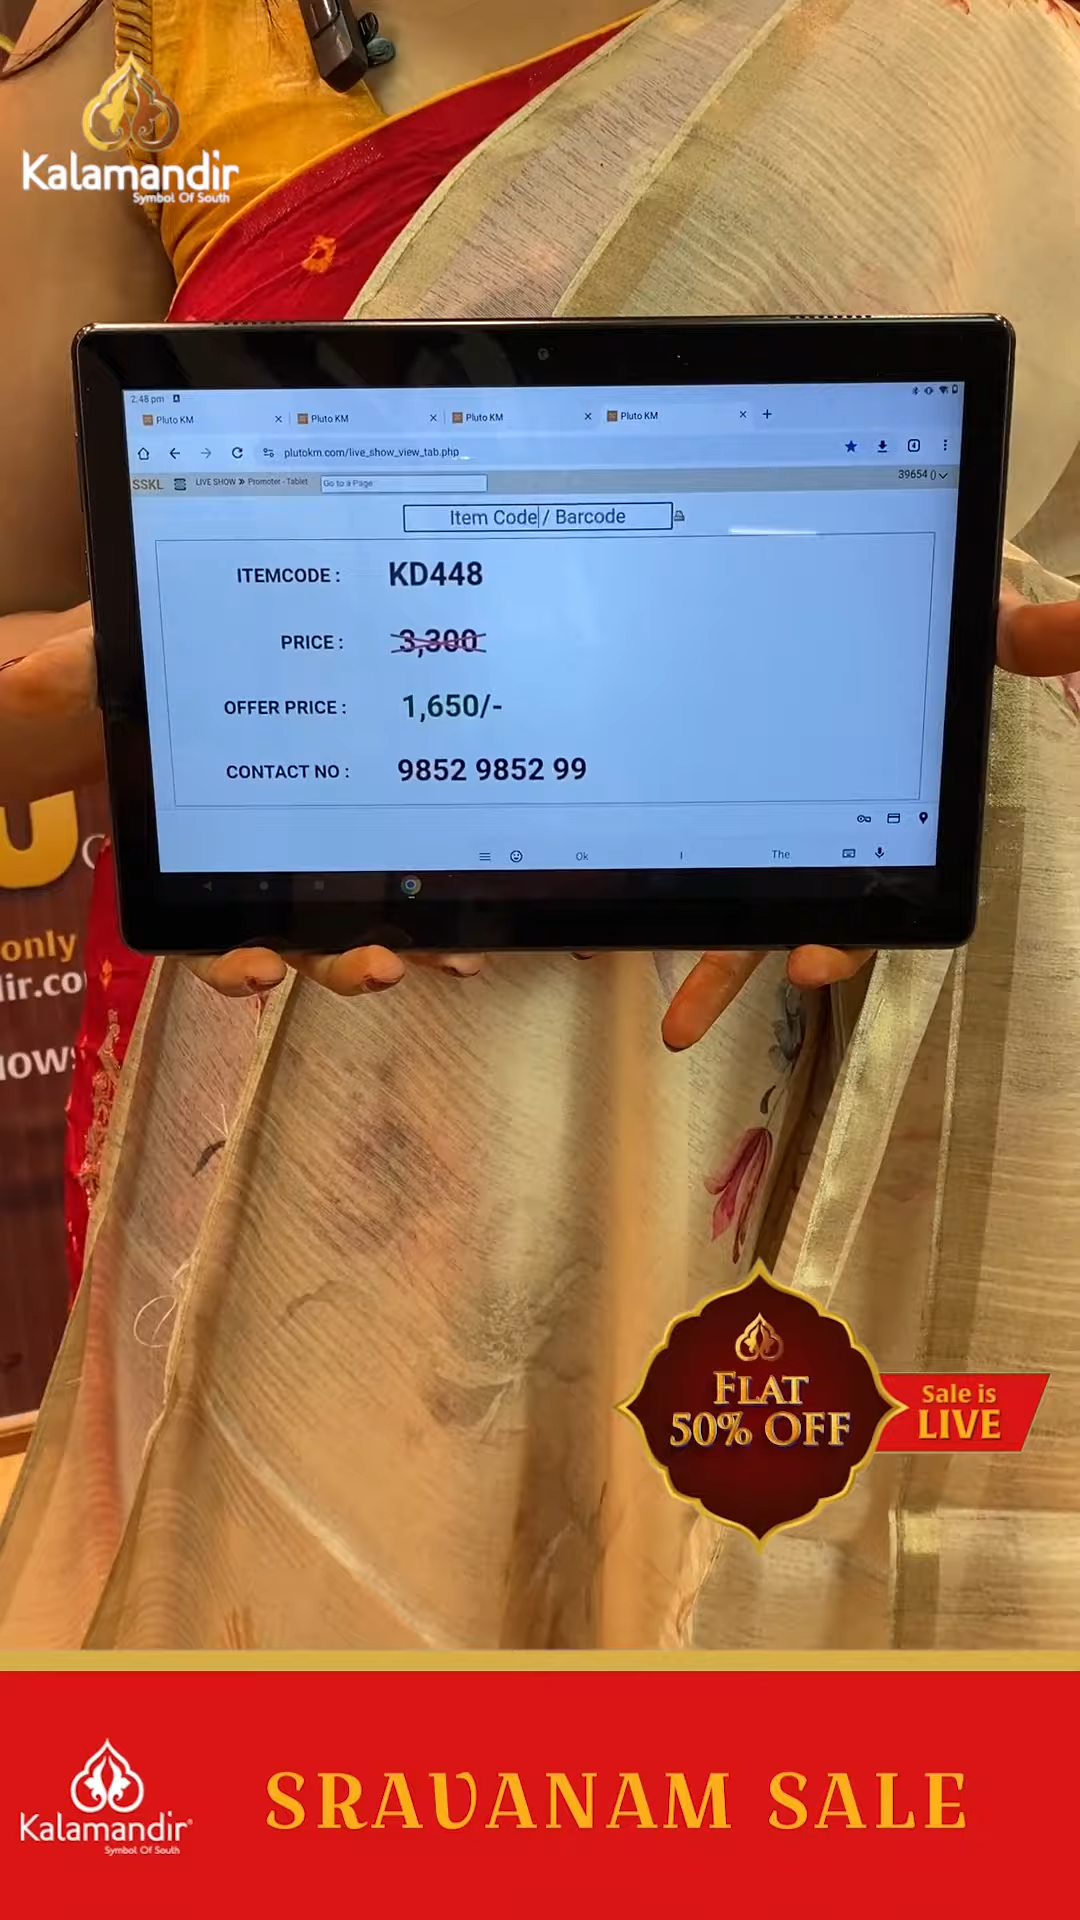 Kalamandir
Symbol Of South
2:48 pm
Pluto KM
Pluto KM
Pluto KM
Pluto KM
plutokm.com/live_show_view_tab.php
SSKL
LIVE SHOW » Promoter - Tablet
Go to a Page
39654 ()
Item Code / Barcode
ITEMCODE : KD448
PRICE : 3,300
OFFER PRICE : 1,650/-
CONTACT NO : 9852 9852 99
Ok
I
The
only
dir.co
FLAT
50% OFF
Sale is
LIVE
Kalamandir
Symbol Of South
SRAVANAM SALE